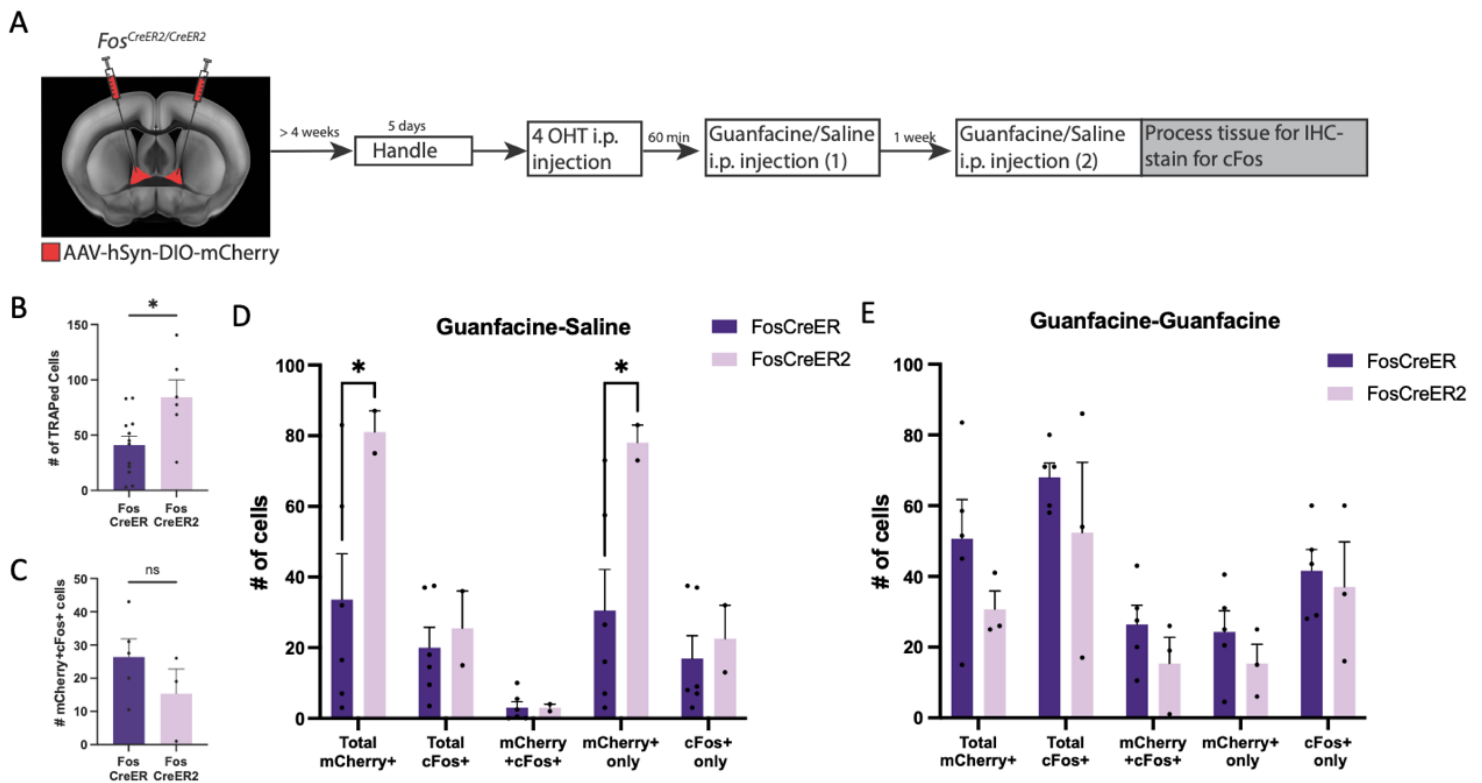 A
Fos^CreER2/CreER2
> 4 weeks
5 days
Handle
4 OHT i.p.
injection
60 min
Guanfacine/Saline
i.p. injection (1)
1 week
Guanfacine/Saline
i.p. injection (2)
Process tissue for IHC-
stain for cFos
AAV-hSyn-DIO-mCherry
B
*
# of TRAPed Cells
150
100
50
0
Fos
CreER
Fos
CreER2
C
ns
# mCherry+cFos+ cells
50
40
30
20
10
0
Fos
CreER
Fos
CreER2
D
Guanfacine-Saline
FosCreER
FosCreER2
# of cells
100
80
60
40
20
0
*
*
Total
mCherry+
Total
cFos+
mCherry
+cFos+
mCherry+
only
cFos+
only
E
Guanfacine-Guanfacine
FosCreER
FosCreER2
# of cells
100
80
60
40
20
0
Total
mCherry+
Total
cFos+
mCherry
+cFos+
mCherry+
only
cFos+
only